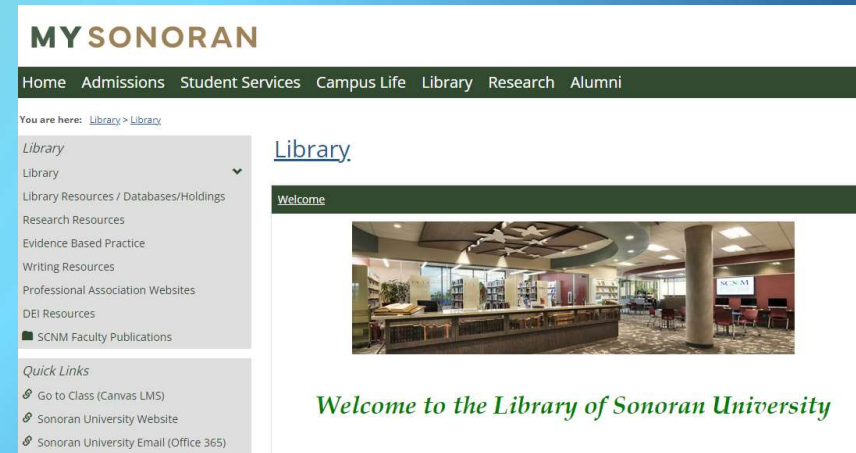 MY SONORAN
Home Admissions Student Services Campus Life Library Research Alumni
You are here: Library > Library
Library
Library
Library Resources / Databases/Holdings
Research Resources
Evidence Based Practice
Writing Resources
Professional Association Websites
DEI Resources
SCNM Faculty Publications
Quick Links
Go to Class (Canvas LMS)
Sonoran University Website
Sonoran University Email (Office 365)
Library
Welcome
SCNM
Welcome to the Library of Sonoran University